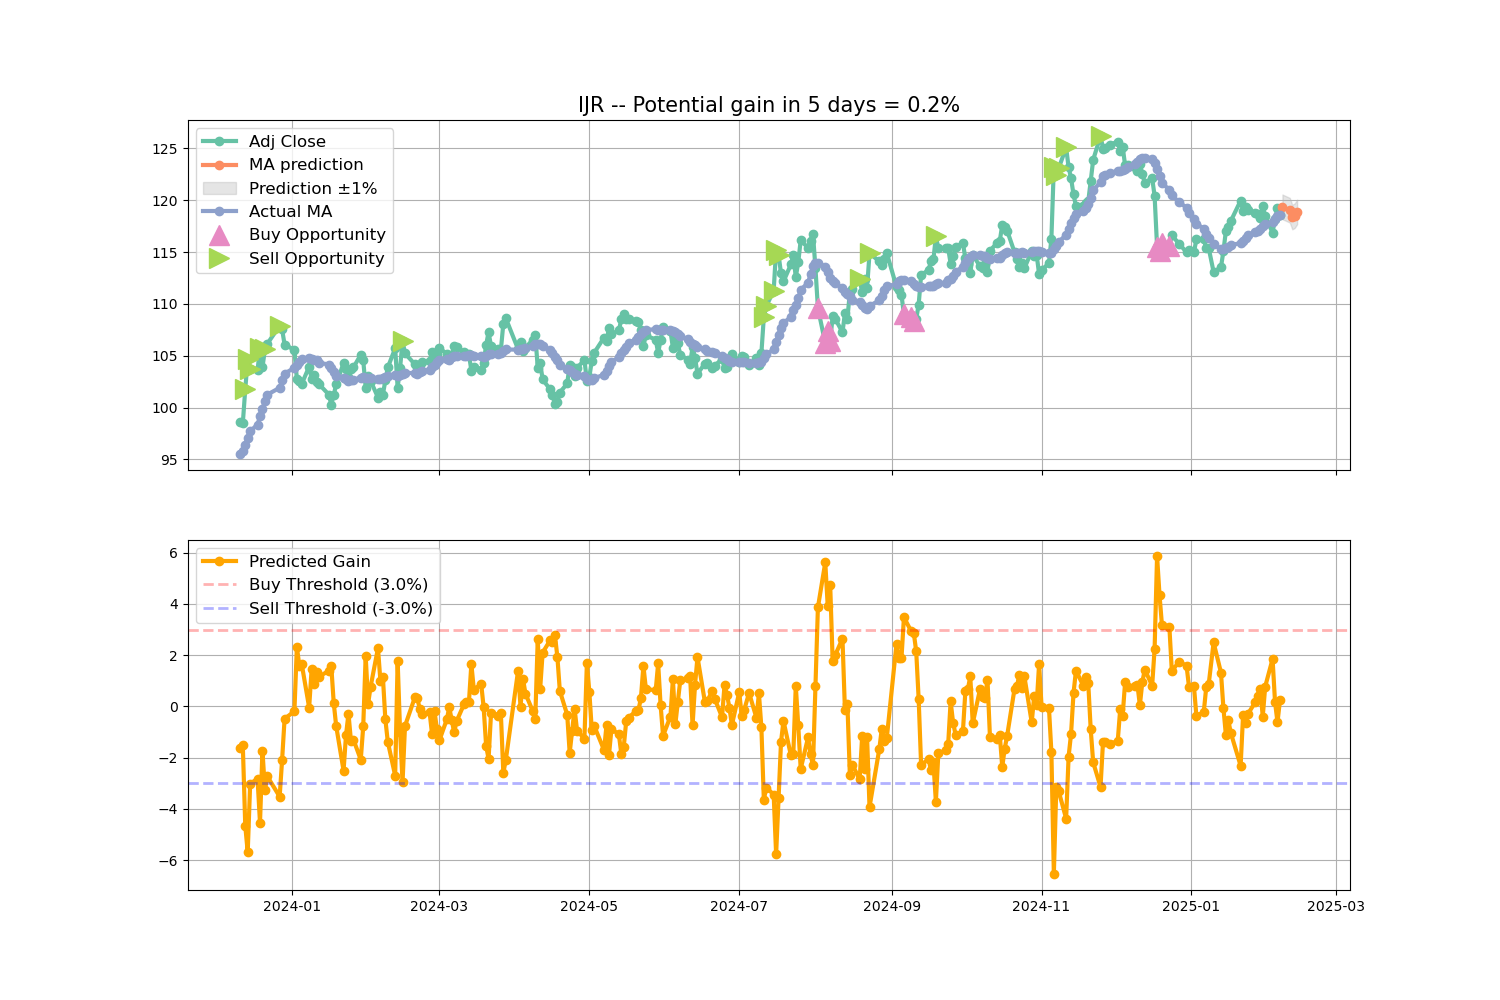 IJR -- Potential gain in 5 days = 0.2%
Adj Close
MA prediction
Prediction ±1%
Actual MA
Buy Opportunity
Sell Opportunity
125
120
115
110
105
100
95
Predicted Gain
Buy Threshold (3.0%)
Sell Threshold (-3.0%)
6
4
2
0
−2
−4
−6
2024-01
2024-03
2024-05
2024-07
2024-09
2024-11
2025-01
2025-03